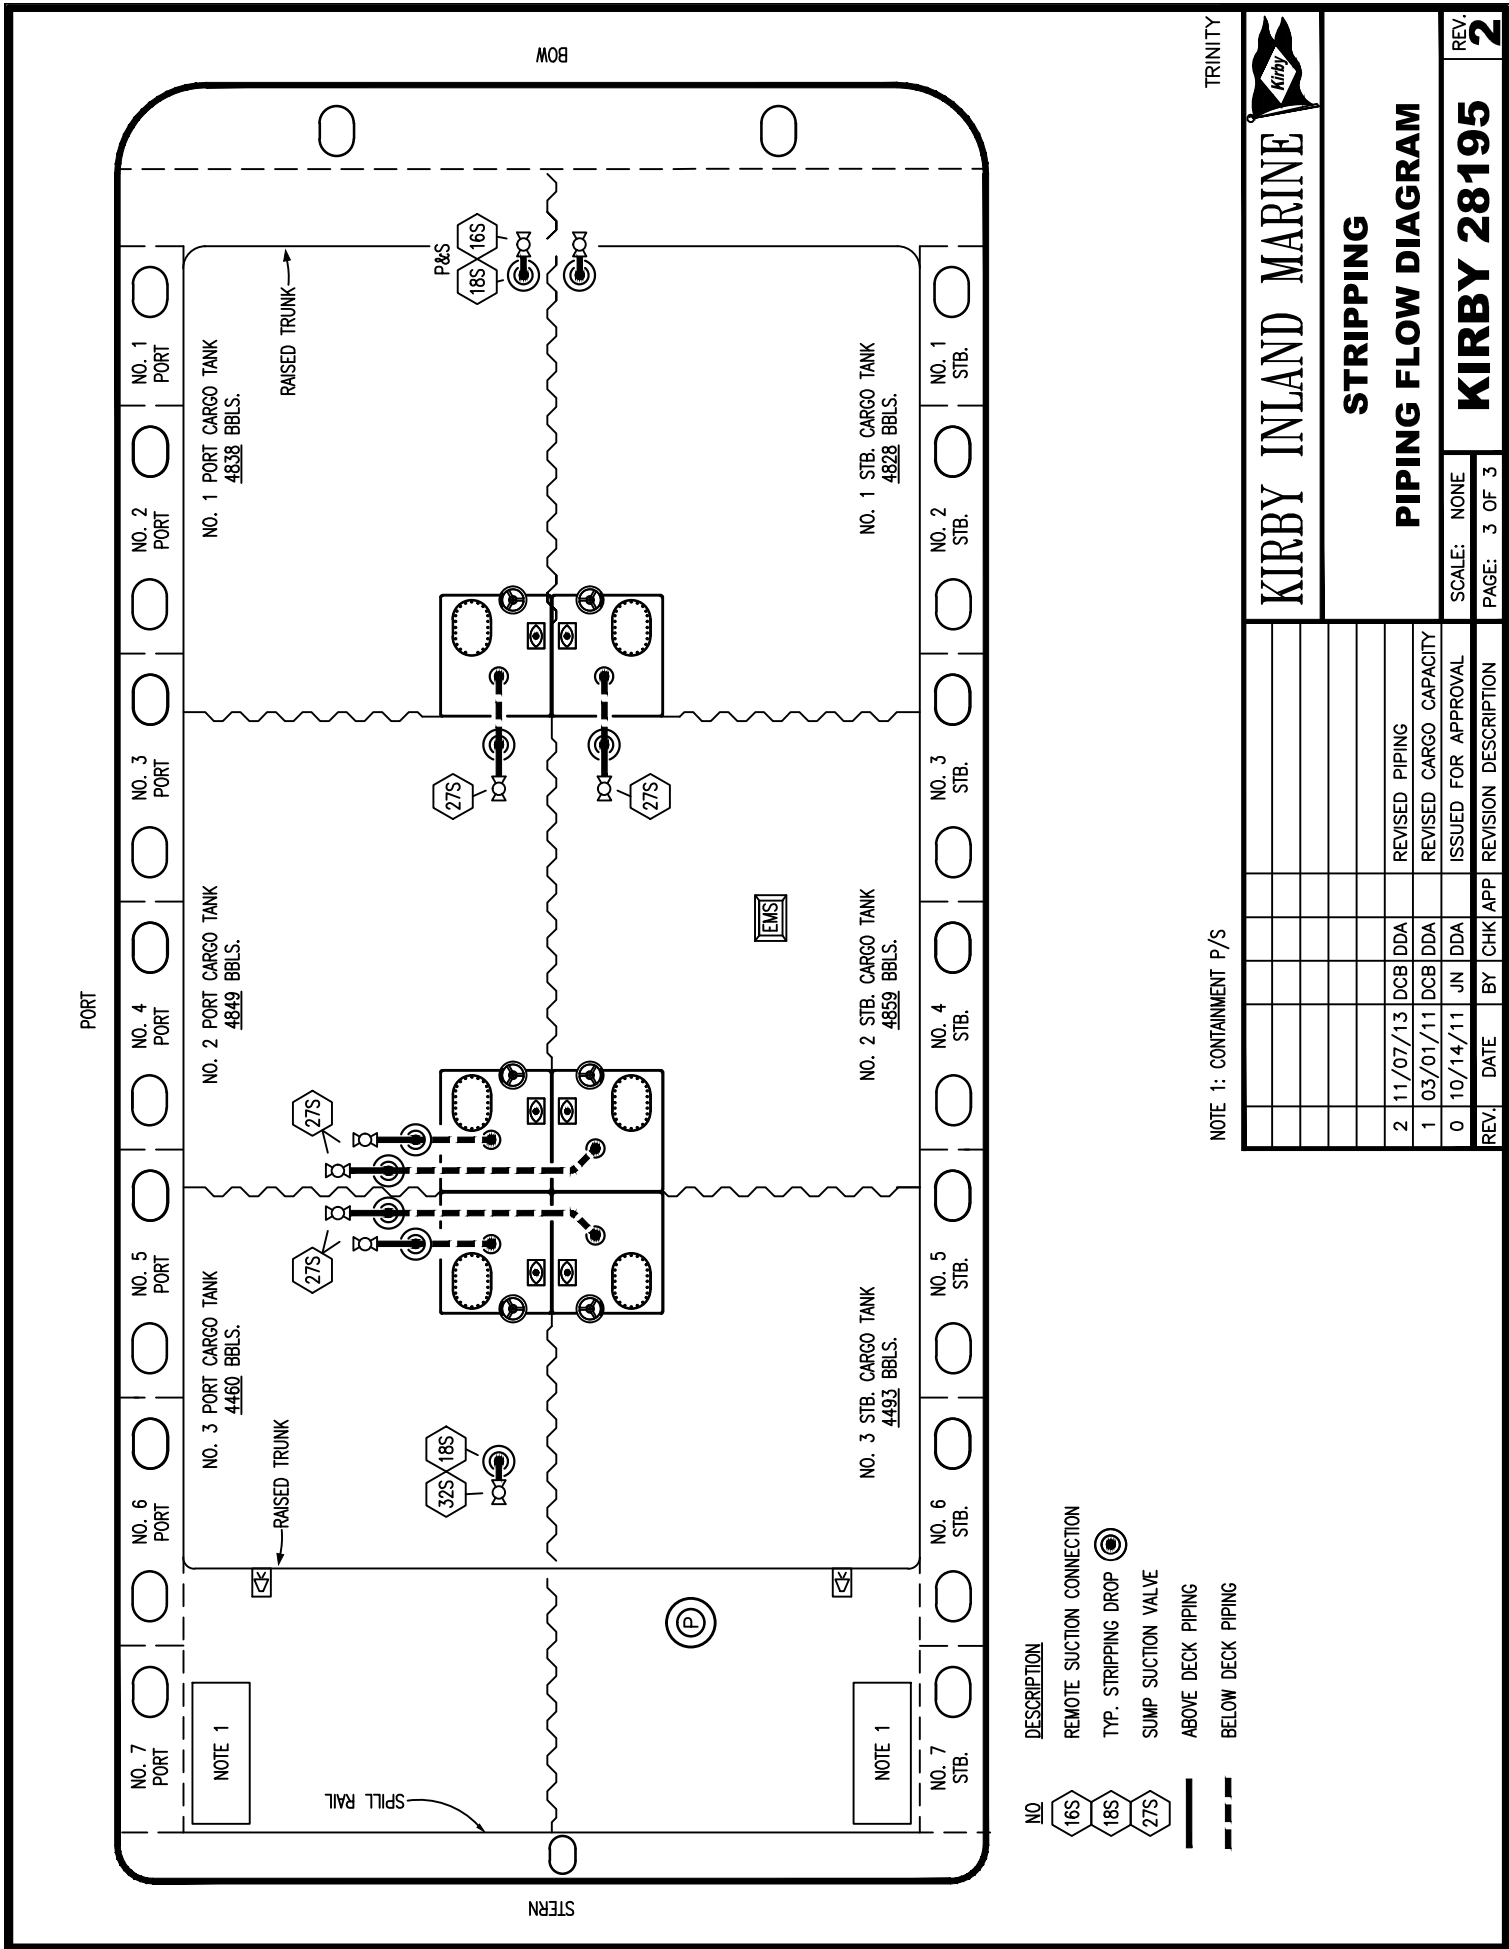 PORT
STERN
BOW
NO. 7
PORT
NO. 6
PORT
NO. 5
PORT
NO. 4
PORT
NO. 3
PORT
NO. 2
PORT
NO. 1
PORT
NOTE 1
SPILL RAIL
RAISED TRUNK
NO. 3 PORT CARGO TANK
4460 BBLS.
NO. 2 PORT CARGO TANK
4849 BBLS.
NO. 1 PORT CARGO TANK
4838 BBLS.
RAISED TRUNK
27S
27S
32S
18S
27S
27S
P&S
18S
16S
P
EMS
NO. 3 STB. CARGO TANK
4493 BBLS.
NO. 2 STB. CARGO TANK
4859 BBLS.
NO. 1 STB. CARGO TANK
4828 BBLS.
NOTE 1
NO. 7
STB.
NO. 6
STB.
NO. 5
STB.
NO. 4
STB.
NO. 3
STB.
NO. 2
STB.
NO. 1
STB.
NO DESCRIPTION
16S REMOTE SUCTION CONNECTION
18S TYP. STRIPPING DROP
27S SUMP SUCTION VALVE
ABOVE DECK PIPING
BELOW DECK PIPING
NOTE 1: CONTAINMENT P/S
TRINITY
2 11/07/13 DCB DDA REVISED PIPING
1 03/01/11 DCB DDA REVISED CARGO CAPACITY
0 10/14/11 JN DDA ISSUED FOR APPROVAL
REV. DATE BY CHK APP REVISION DESCRIPTION
KIRBY INLAND MARINE
Kirby
STRIPPING
PIPING FLOW DIAGRAM
SCALE: NONE
PAGE: 3 OF 3
KIRBY 28195
REV.
2